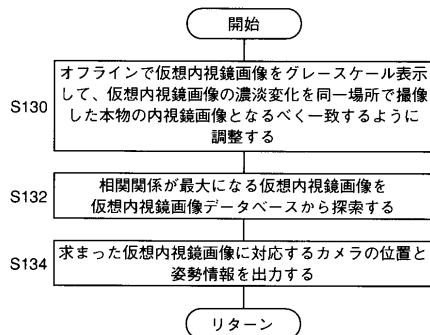 開始
S130
オフラインで仮想内視鏡画像をグレースケール表示
して、仮想内視鏡画像の濃淡変化を同一場所で撮像
した本物の内視鏡画像となるべく一致するように
調整する
S132
相関関係が最大になる仮想内視鏡画像を
仮想内視鏡画像データベースから探索する
S134
求まった仮想内視鏡画像に対応するカメラの位置と
姿勢情報を出力する
リターン